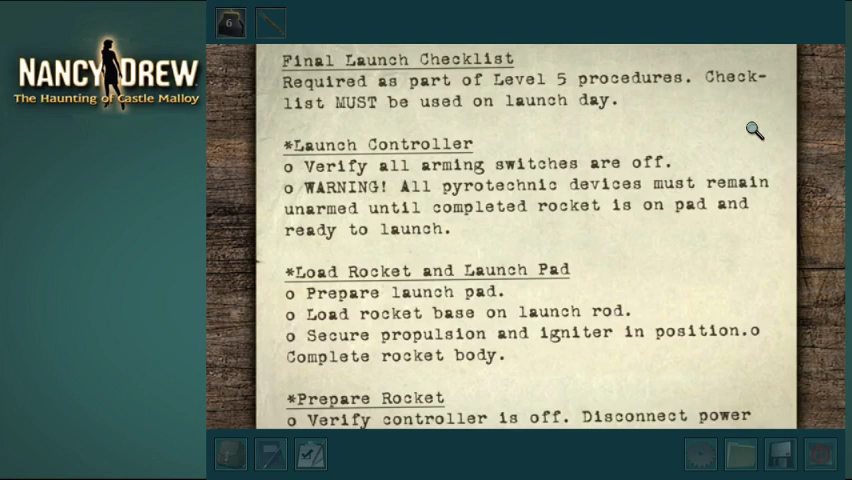 6
NANCY DREW
The Haunting of Castle Malloy
Final Launch Checklist
Required as part of Level 5 procedures. Check-
list MUST be used on launch day.
*Launch Controller
o Verify all arming switches are off.
o WARNING! All pyrotechnic devices must remain
unarmed until completed rocket is on pad and
ready to launch.
*Load Rocket and Launch Pad
o Prepare launch pad.
o Load rocket base on launch rod.
o Secure propulsion and igniter in position.o
Complete rocket body.
*Prepare Rocket
o Verify controller is off. Disconnect power